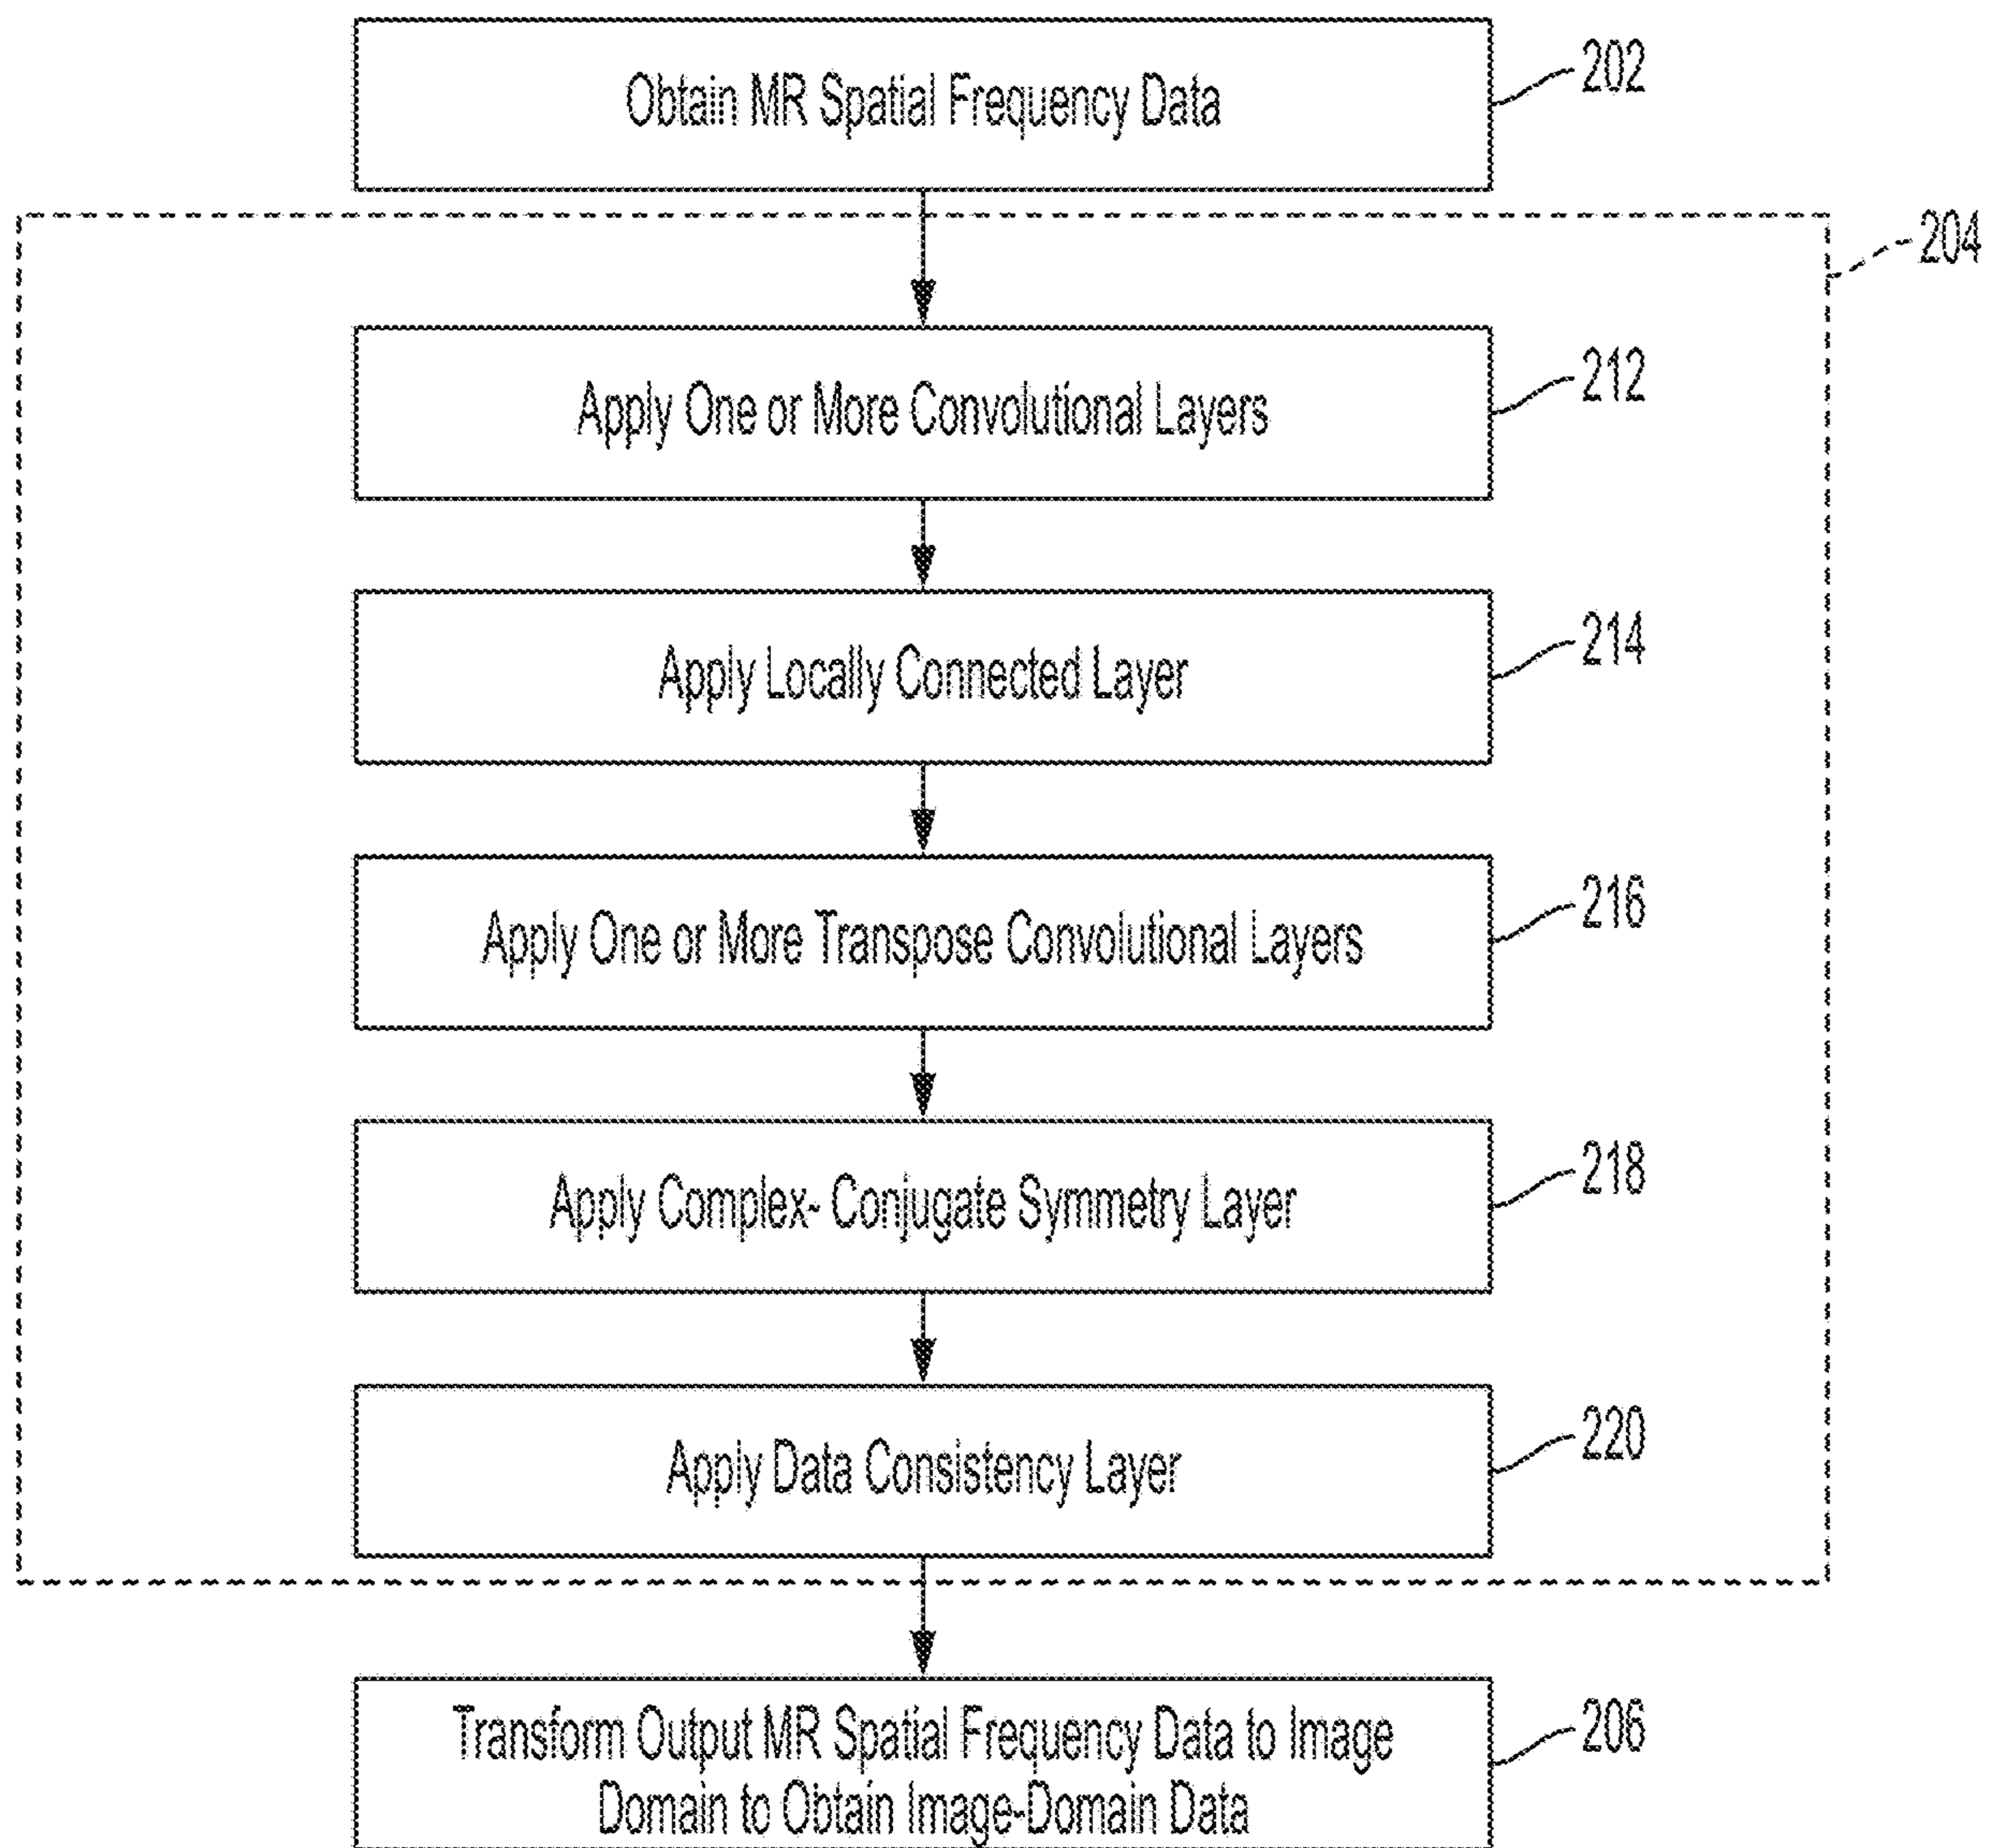 Obtain MR Spatial Frequency Data
202
204
Apply One or More Convolutional Layers
212
Apply Locally Connected Layer
214
Apply One or More Transpose Convolutional Layers
216
Apply Complex- Conjugate Symmetry Layer
218
Apply Data Consistency Layer
220
Transform Output MR Spatial Frequency Data to Image
Domain to Obtain Image-Domain Data
206